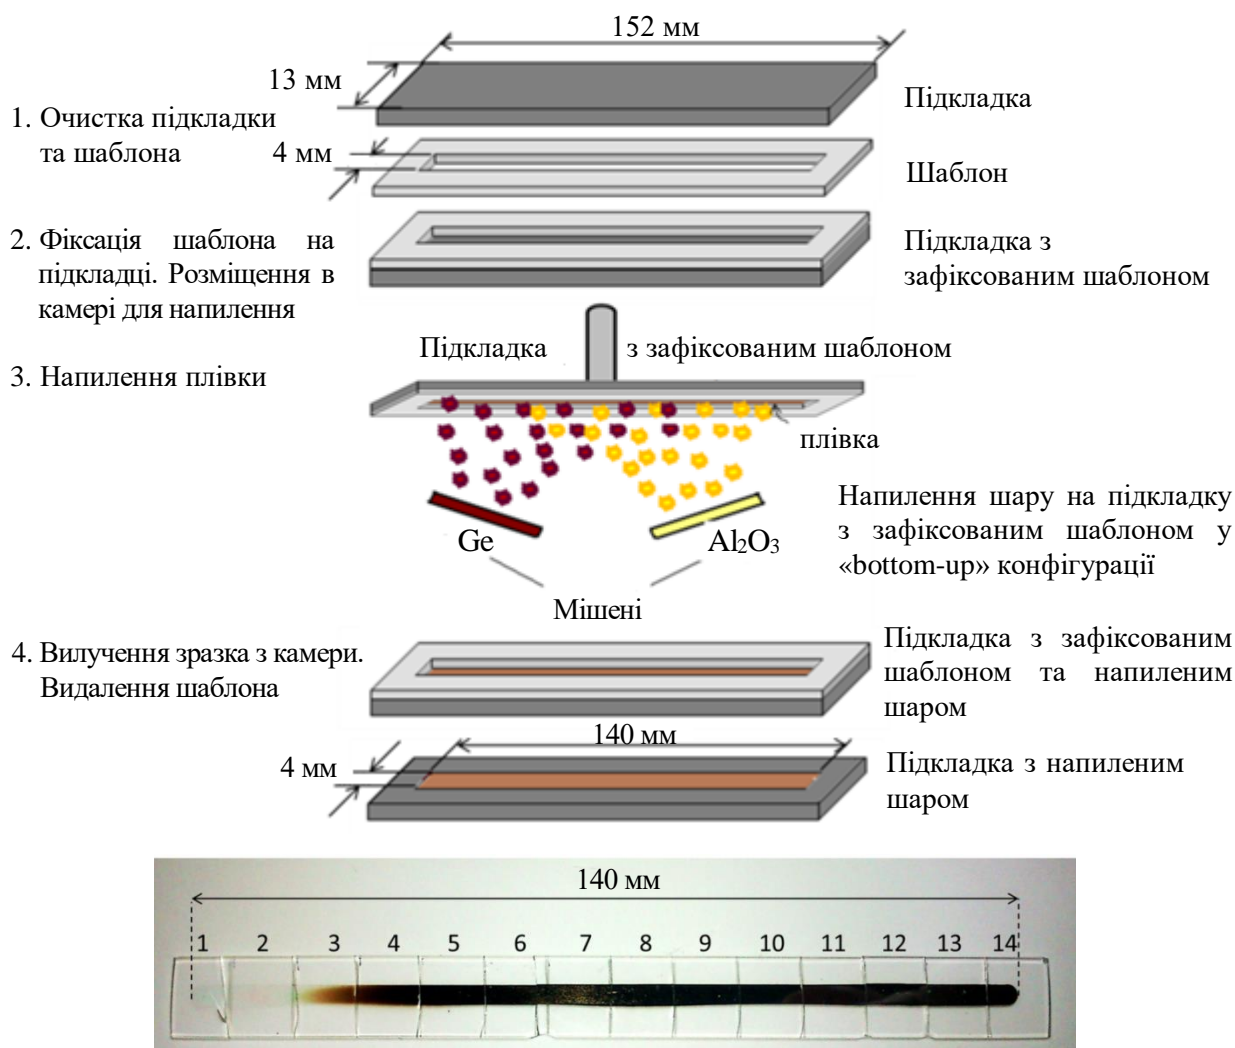 152 мм
13 мм
Підкладка
1. Очистка підкладки
та шаблона
4 мм
Шаблон
2. Фіксація шаблона на
підкладці. Розміщення в
камері для напилення
Підкладка з
зафіксованим шаблоном
Підкладка з зафіксованим шаблоном
3. Напилення плівки
плівка
Ge
Al₂O₃
Мішені
Напилення шару на підкладку
з зафіксованим шаблоном у
«bottom-up» конфігурації
4. Вилучення зразка з камери.
Видалення шаблона
Підкладка з зафіксованим
шаблоном та напиленим
шаром
140 мм
4 мм
Підкладка з напиленим
шаром
140 мм
1 2 3 4 5 6 7 8 9 10 11 12 13 14